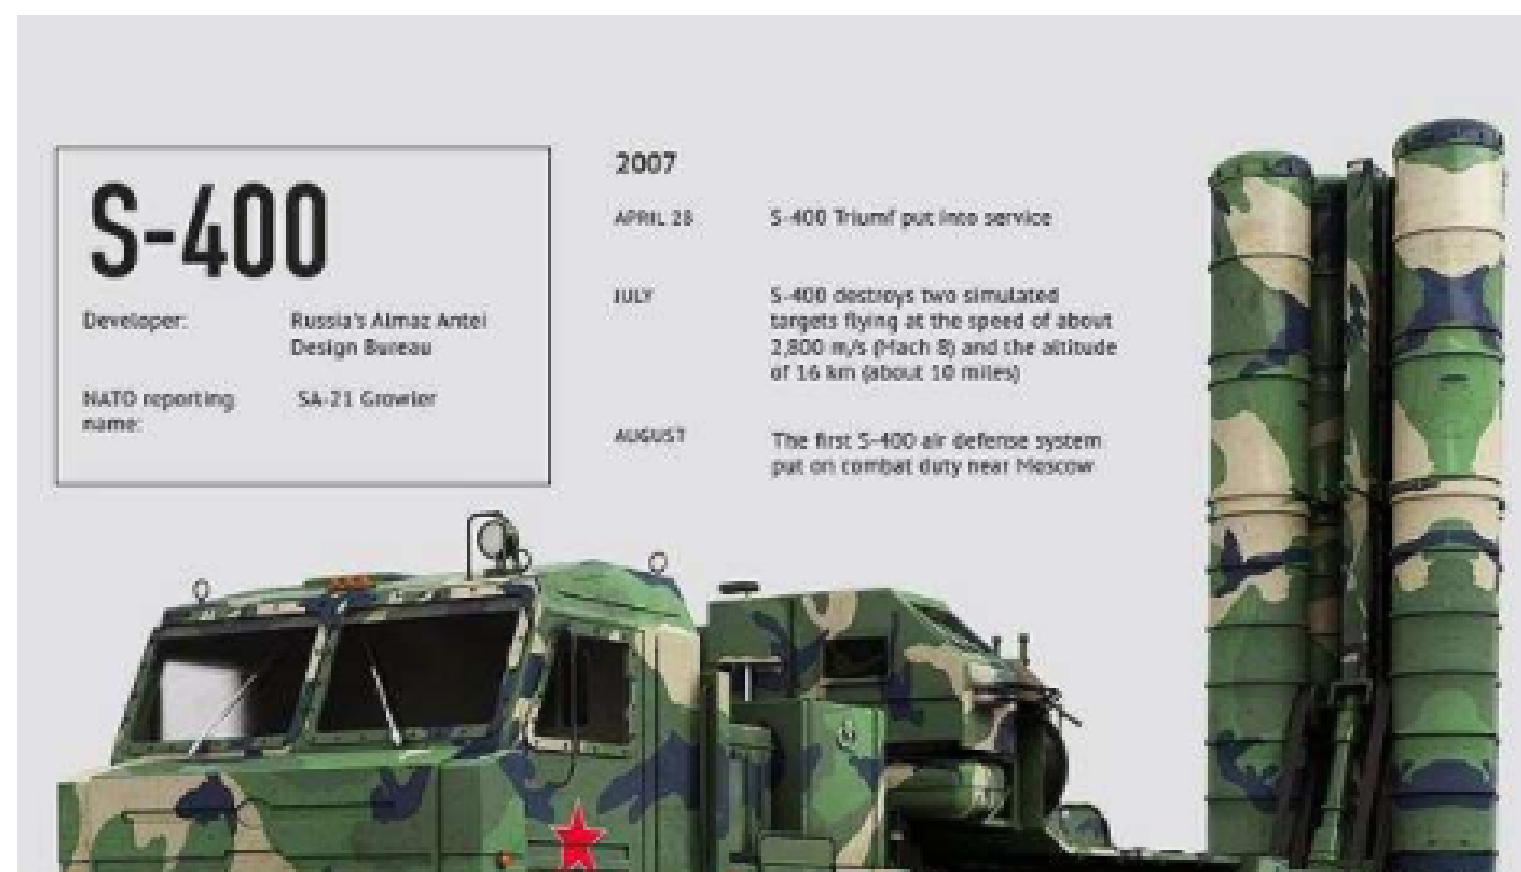 S-400
Developer:
Russia's Almaz Antei
Design Bureau
NATO reporting
name:
SA-21 Growler
2007
APRIL 28
S-400 Triumf put into service
JULY
S-400 destroys two simulated
targets flying at the speed of about
2,800 m/s (Mach 8) and the altitude
of 16 km (about 10 miles)
AUGUST
The first S-400 air defense system
put on combat duty near Moscow